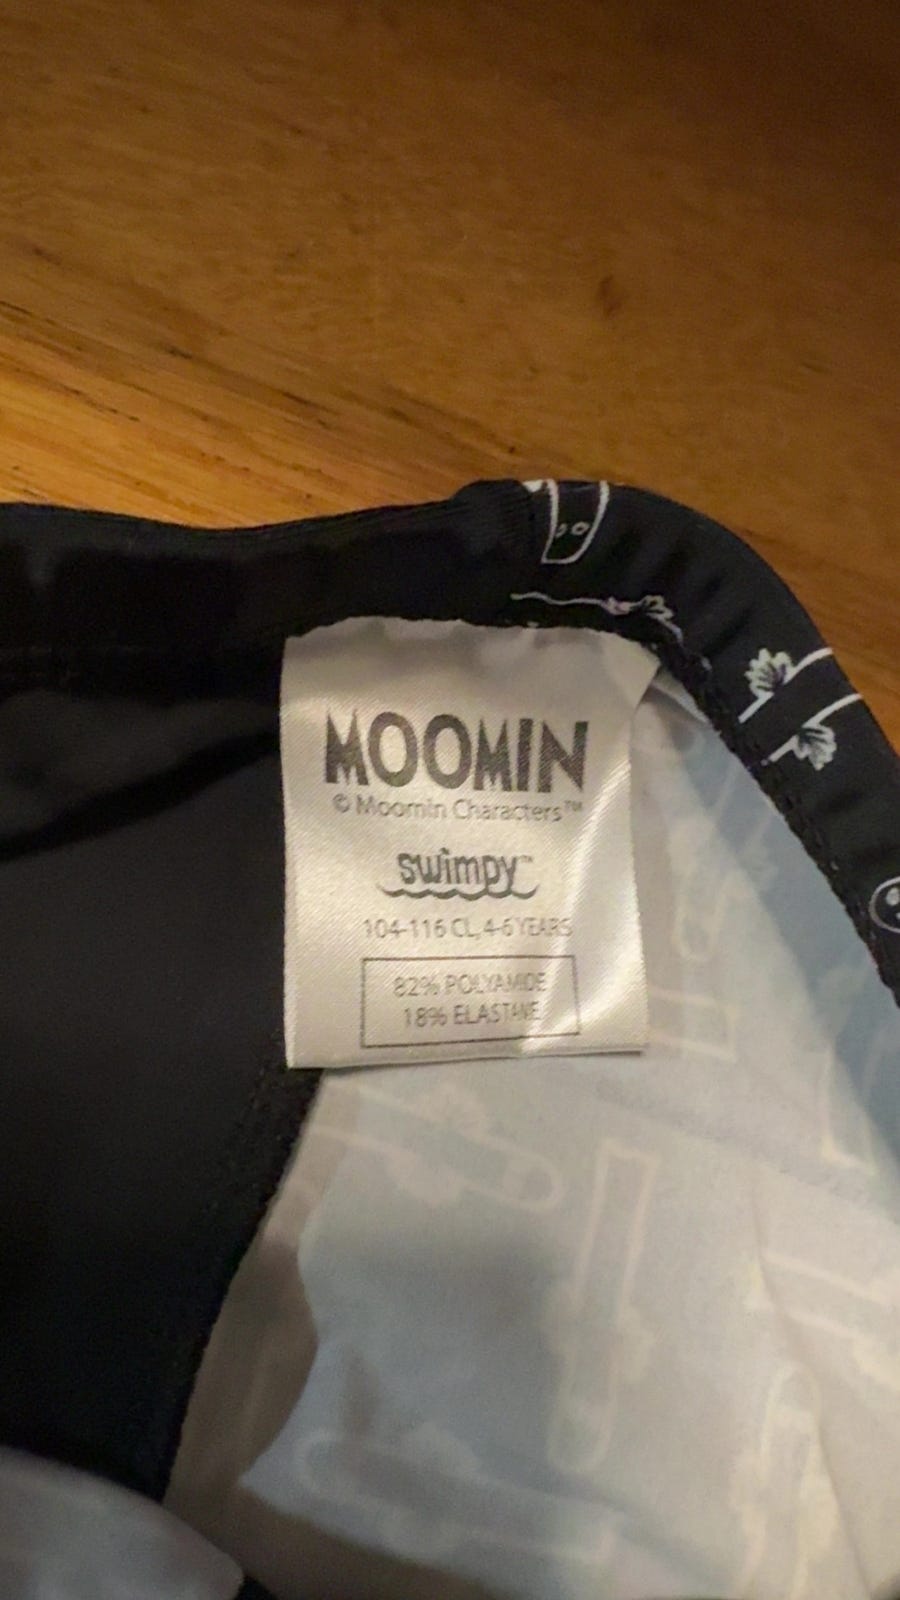 MOOMIN
© Moomin Characters™
swimpy™
104-116 CL, 4-6 YEARS
82% POLYAMIDE
18% ELASTANE